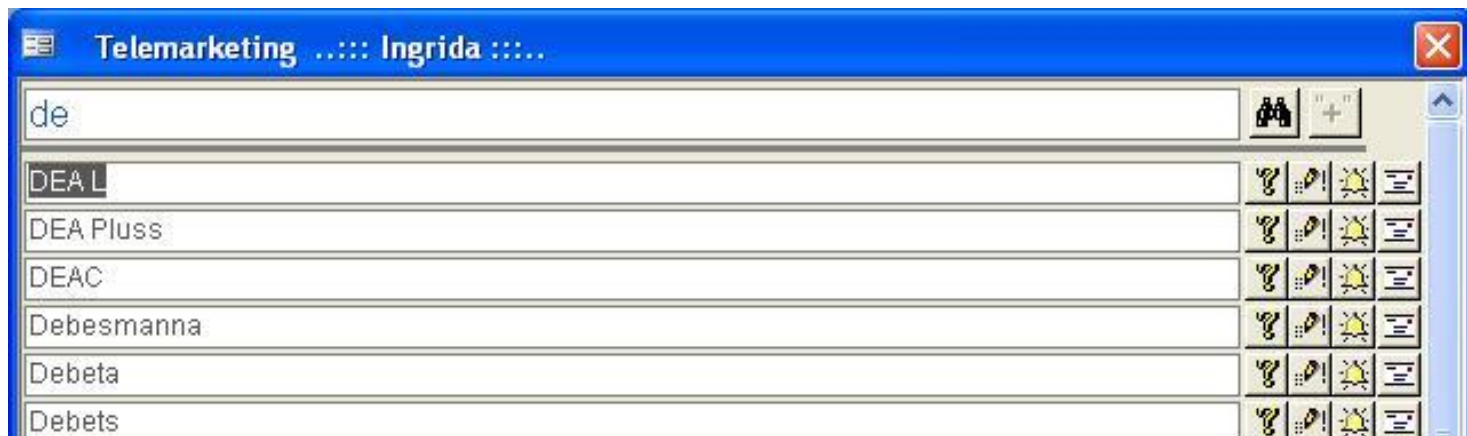 Telemarketing ..::: Ingrida :::..
de
"+"
DEA L
DEA Pluss
DEAC
Debesmanna
Debeta
Debets